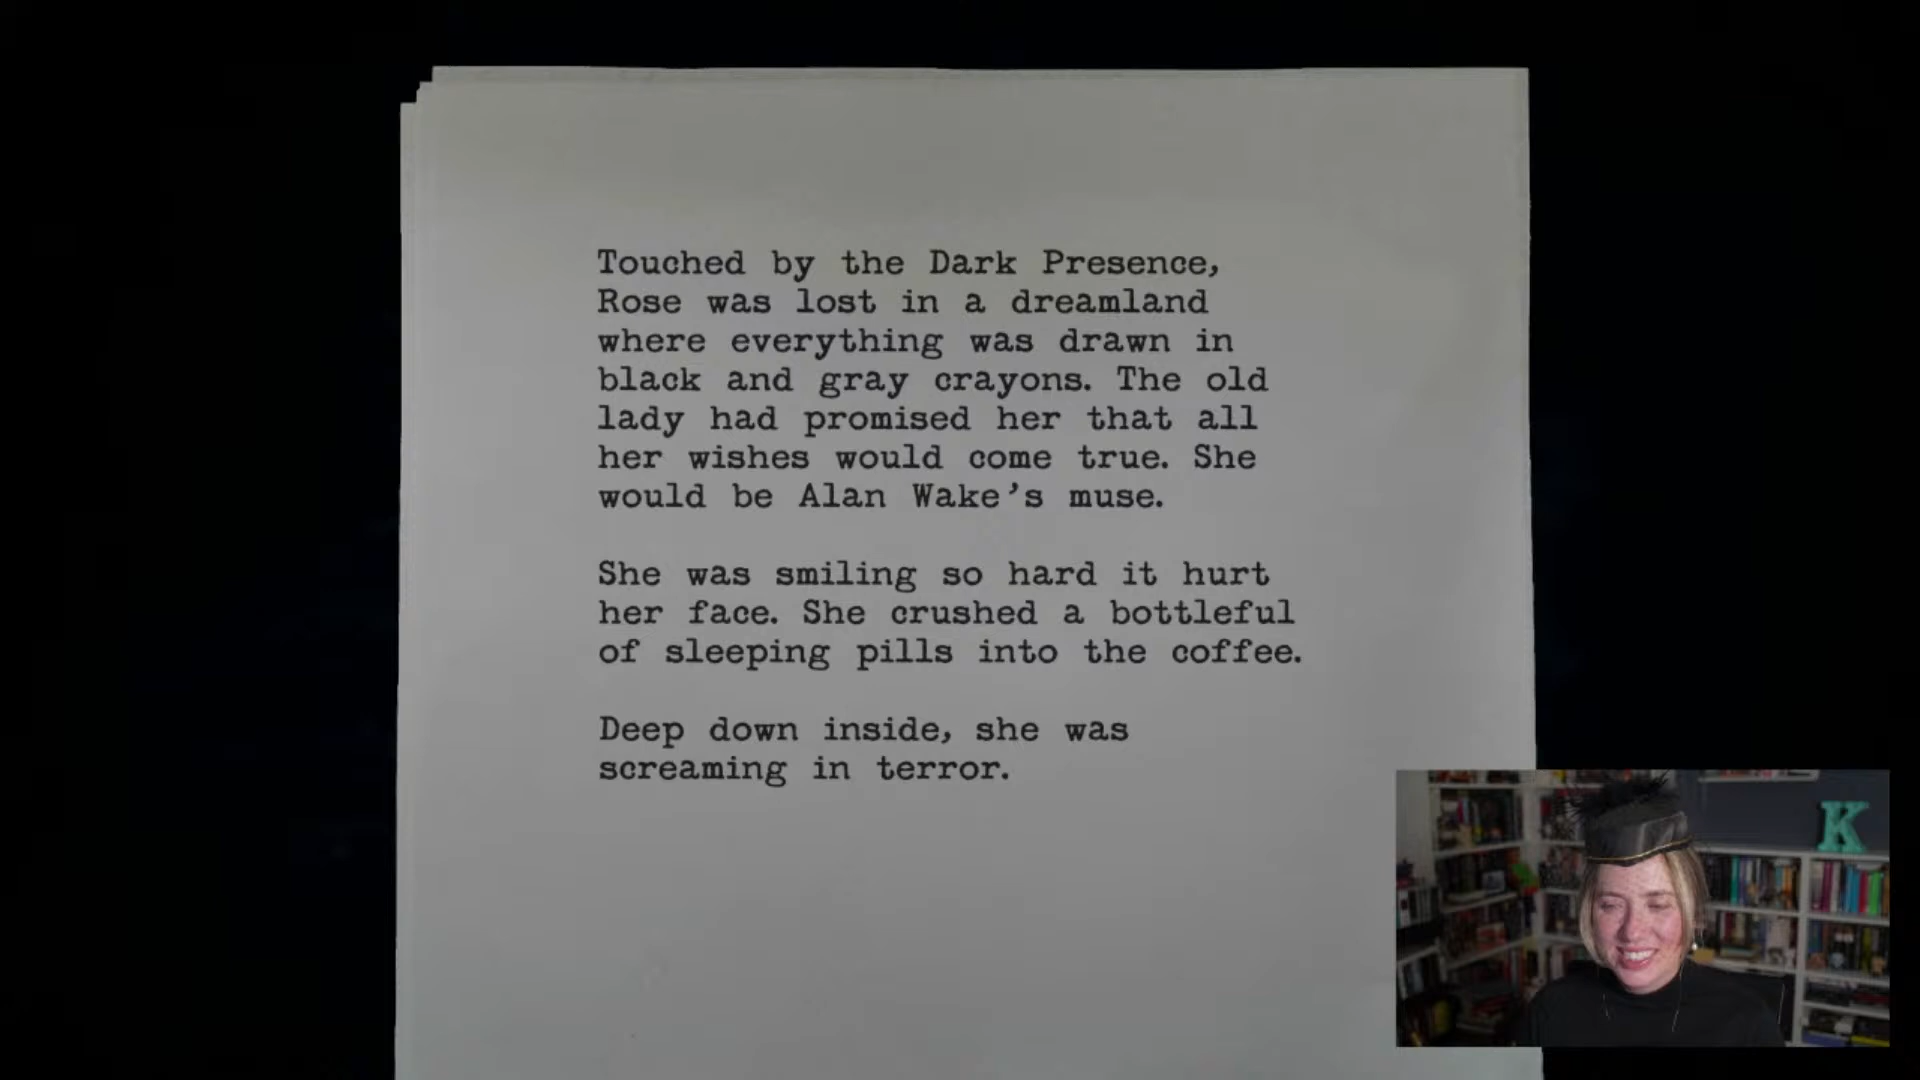 Touched by the Dark Presence,
Rose was lost in a dreamland
where everything was drawn in
black and gray crayons. The old
lady had promised her that all
her wishes would come true. She
would be Alan Wake’s muse.
She was smiling so hard it hurt
her face. She crushed a bottleful
of sleeping pills into the coffee.
Deep down inside, she was
screaming in terror.
K